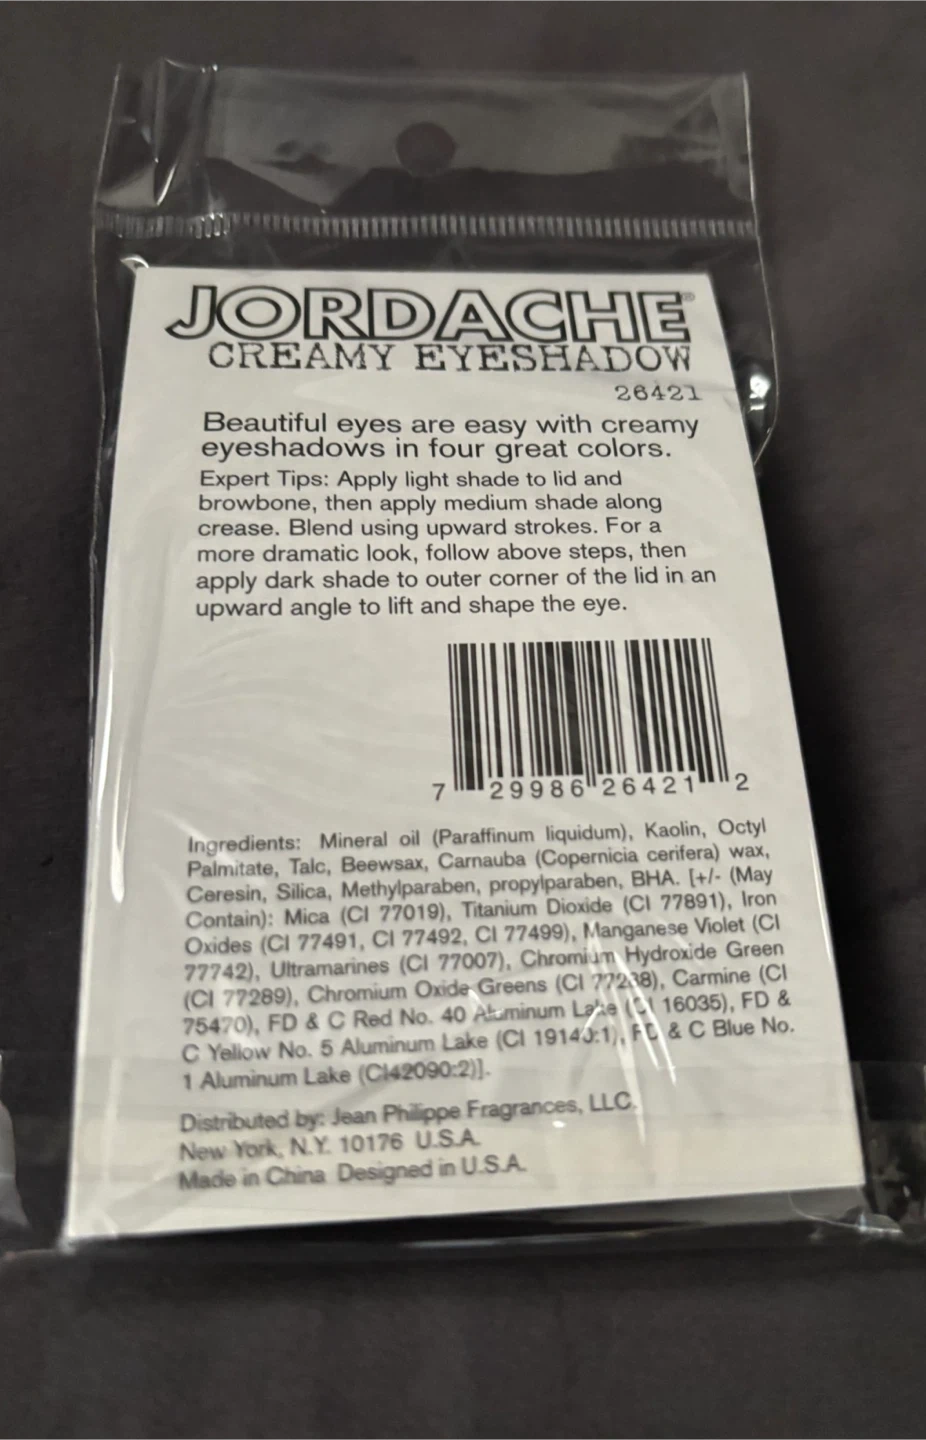 JORDACHE®
CREAMY EYESHADOW
26421
Beautiful eyes are easy with creamy
eyeshadows in four great colors.
Expert Tips: Apply light shade to lid and
browbone, then apply medium shade along
crease. Blend using upward strokes. For a
more dramatic look, follow above steps, then
apply dark shade to outer corner of the lid in an
upward angle to lift and shape the eye.
7 29986 26421 2
Ingredients: Mineral oil (Paraffinum liquidum), Kaolin, Octyl
Palmitate, Talc, Beewsax, Carnauba (Copernicia cerifera) wax,
Ceresin, Silica, Methylparaben, propylparaben, BHA. [+/- (May
Contain): Mica (CI 77019), Titanium Dioxide (CI 77891), Iron
Oxides (CI 77491, CI 77492, CI 77499), Manganese Violet (CI
77742), Ultramarines (CI 77007), Chromium Hydroxide Green
(CI 77289), Chromium Oxide Greens (CI 77288), Carmine (CI
75470), FD & C Red No. 40 Aluminum Lake (CI 16035), FD &
C Yellow No. 5 Aluminum Lake (CI 19140:1), FD & C Blue No.
1 Aluminum Lake (CI42090:2)].
Distributed by: Jean Philippe Fragrances, LLC.
New York, N.Y. 10176 U.S.A.
Made in China Designed in U.S.A.